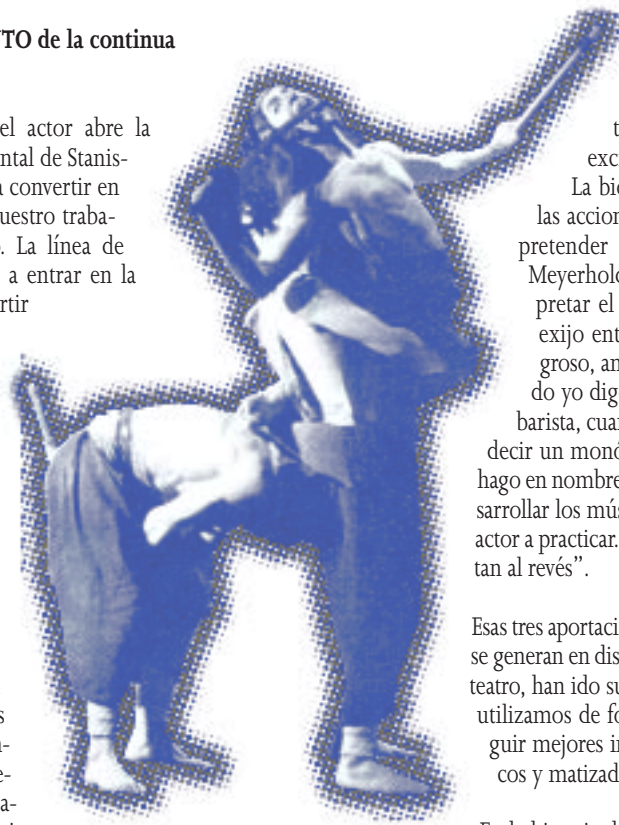 TO de la continua
el actor abre la
ntal de Stanis-
a convertir en
uestro traba-
. La línea de
a entrar en la
rtir
s
n-
e-
a-
t
exc
La bi
las accion
pretender
Meyerhol
pretar el
exijo ent
groso, an
do yo dig
barista, cua
decir un mon
hago en nombre
sarrollar los mús
actor a practicar.
tan al revés”.
Esas tres aportaci
se generan en dis
teatro, han ido su
utilizamos de fo
guir mejores i
cos y matizad